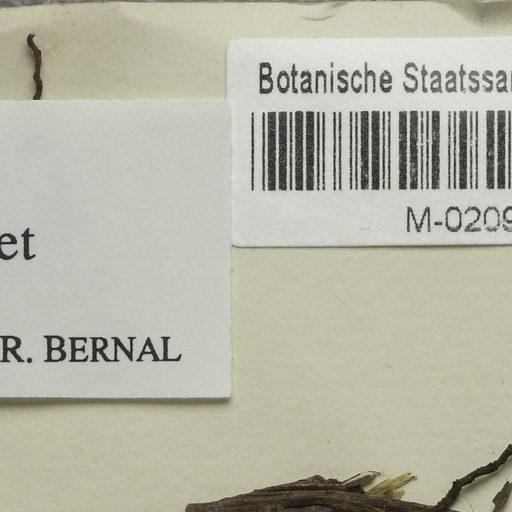 Botanische Staatssa
M-0209
et
R. BERNAL